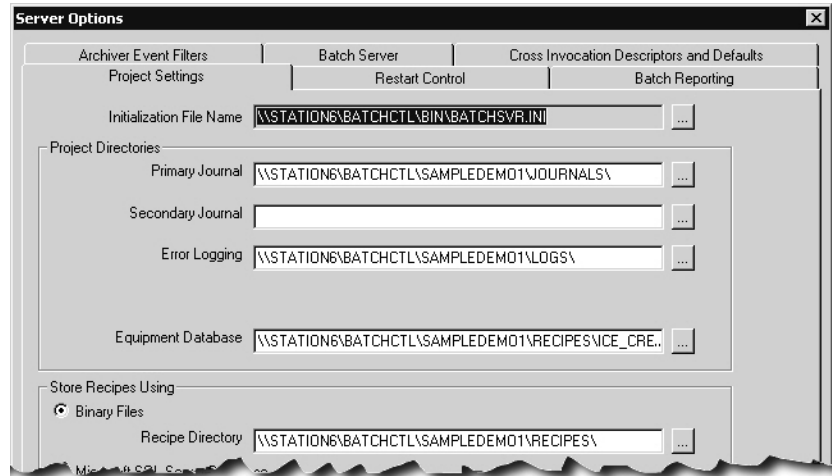 Server Options
Archiver Event Filters Batch Server Cross Invocation Descriptors and Defaults
Project Settings Restart Control Batch Reporting
Initialization File Name \\STATION6\BATCHCTL\BIN\BATCHSVR.INI ...
Project Directories
Primary Journal \\STATION6\BATCHCTL\SAMPLEDEMO1\JOURNALS\ ...
Secondary Journal ...
Error Logging \\STATION6\BATCHCTL\SAMPLEDEMO1\LOGS\ ...
Equipment Database \\STATION6\BATCHCTL\SAMPLEDEMO1\RECIPES\ICE_CRE... ...
Store Recipes Using
Binary Files
Recipe Directory \\STATION6\BATCHCTL\SAMPLEDEMO1\RECIPES\ ...